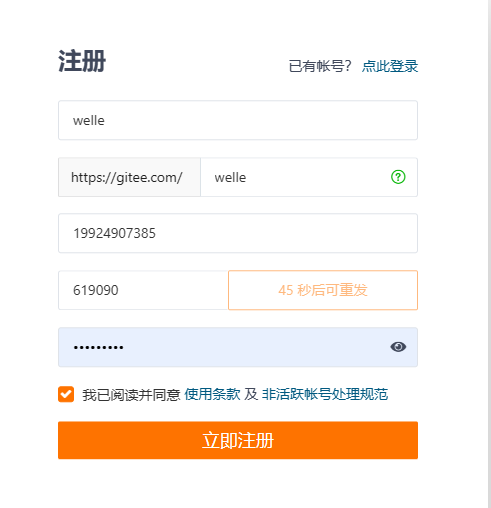 注册
已有帐号? 点此登录
welle
https://gitee.com/ welle
19924907385
619090 45 秒后可重发
•••••••••
我已阅读并同意 使用条款 及 非活跃帐号处理规范
立即注册